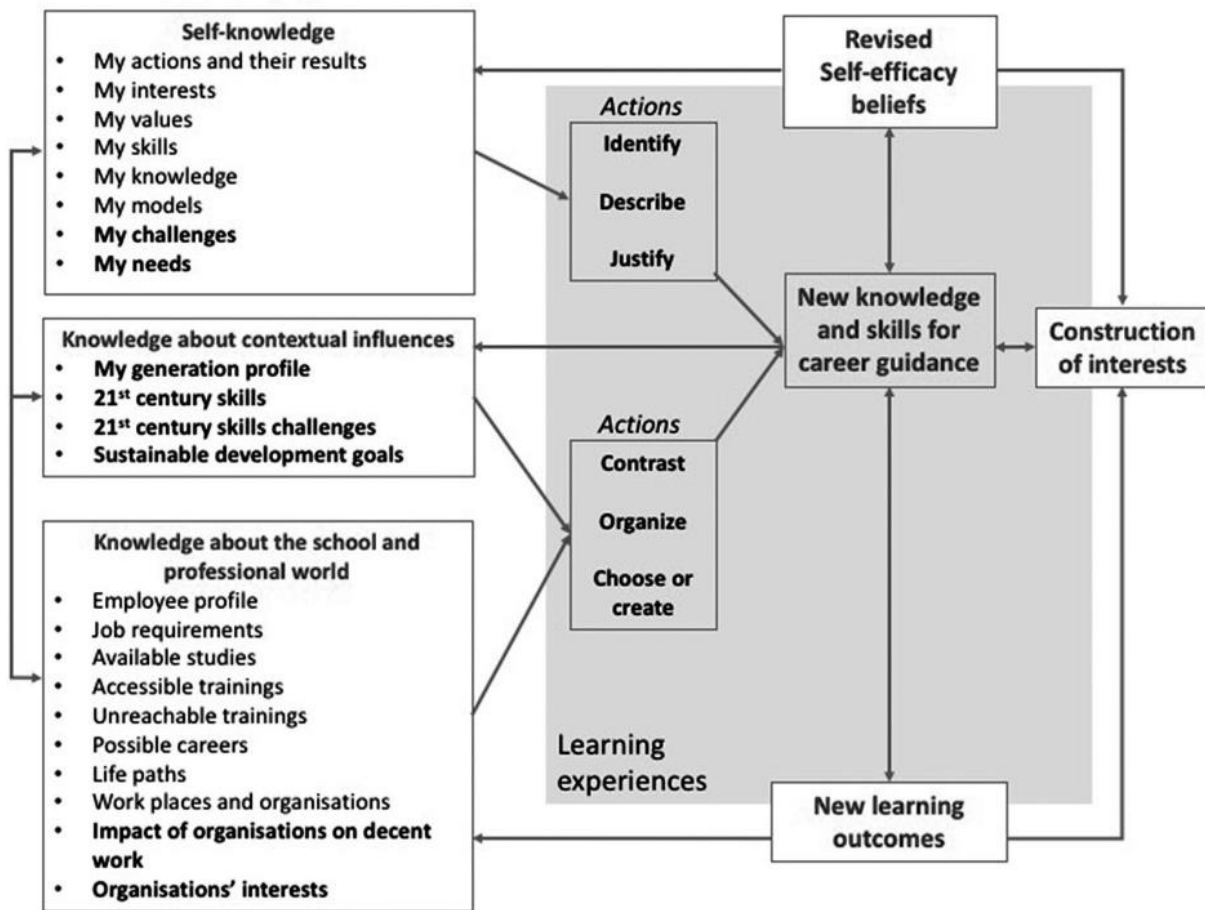 Self-knowledge
• My actions and their results
• My interests
• My values
• My skills
• My knowledge
• My models
• My challenges
• My needs
Knowledge about contextual influences
• My generation profile
• 21st century skills
• 21st century skills challenges
• Sustainable development goals
Knowledge about the school and
professional world
• Employee profile
• Job requirements
• Available studies
• Accessible trainings
• Unreachable trainings
• Possible careers
• Life paths
• Work places and organisations
• Impact of organisations on decent
work
• Organisations' interests
Actions
Identify
Describe
Justify
Actions
Contrast
Organize
Choose or
create
Learning
experiences
Revised
Self-efficacy
beliefs
New knowledge
and skills for
career guidance
Construction
of interests
New learning
outcomes